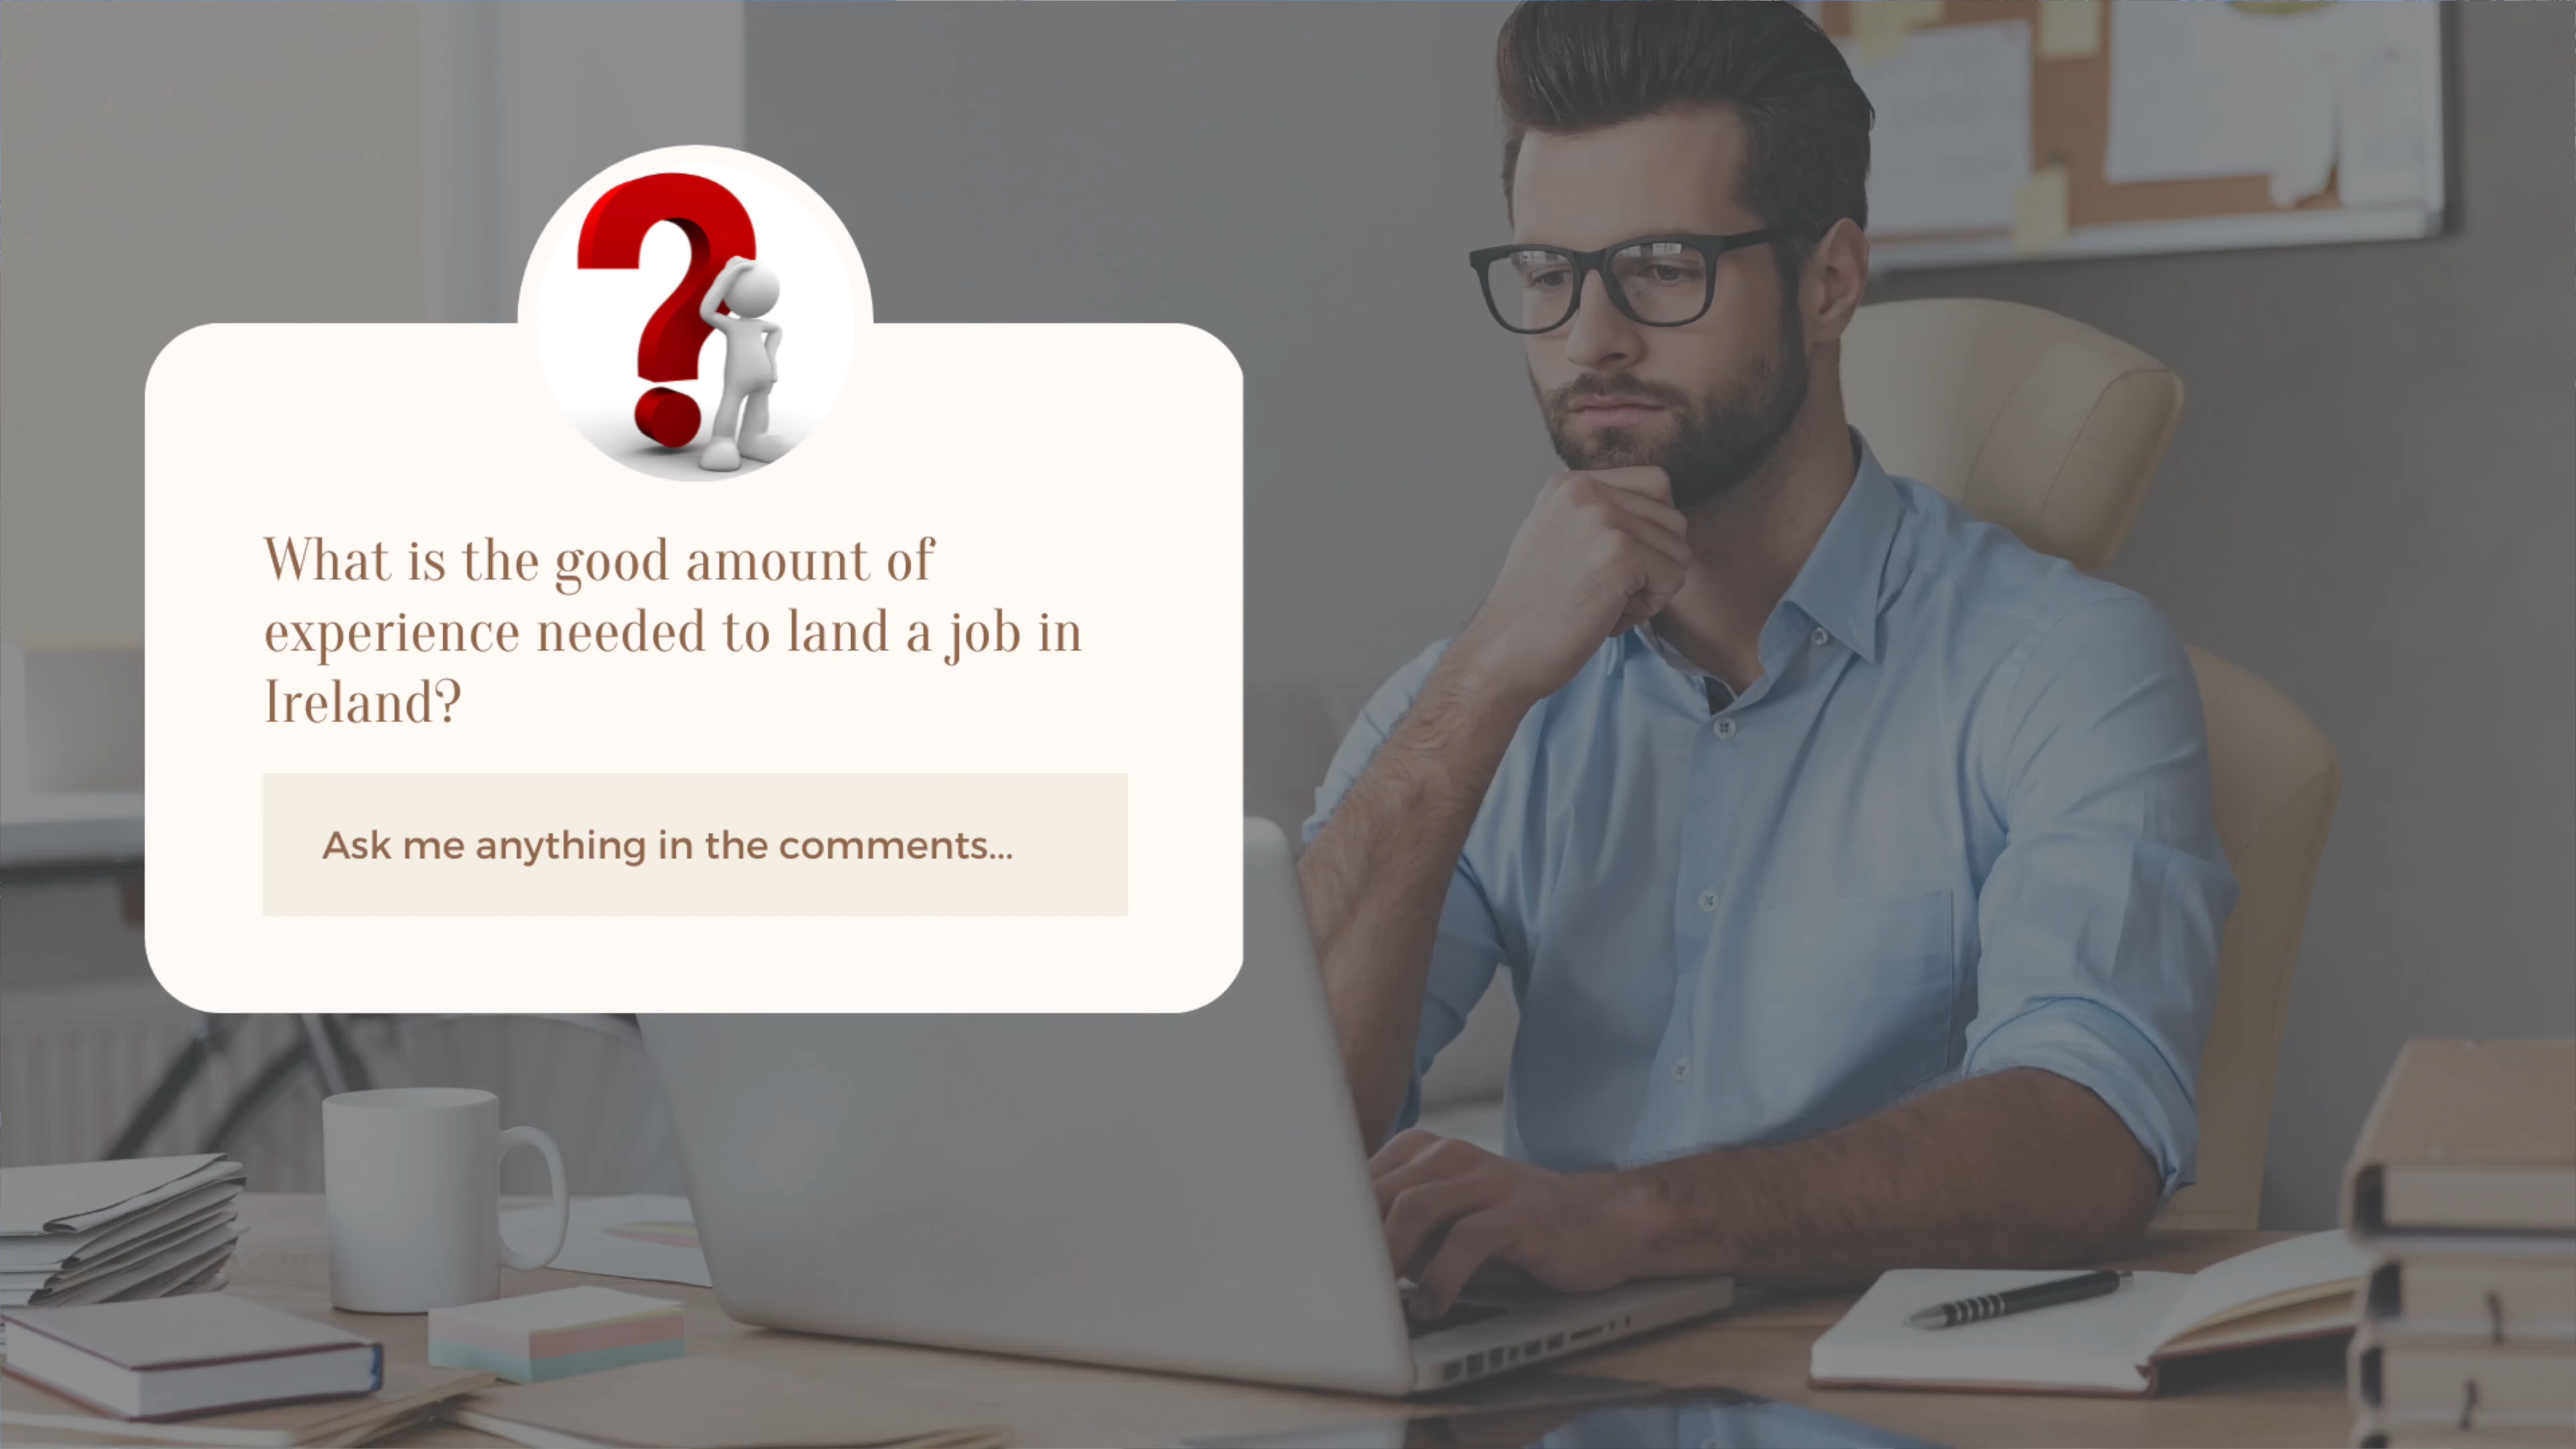 What is the good amount of
experience needed to land a job in
Ireland?
Ask me anything in the comments...